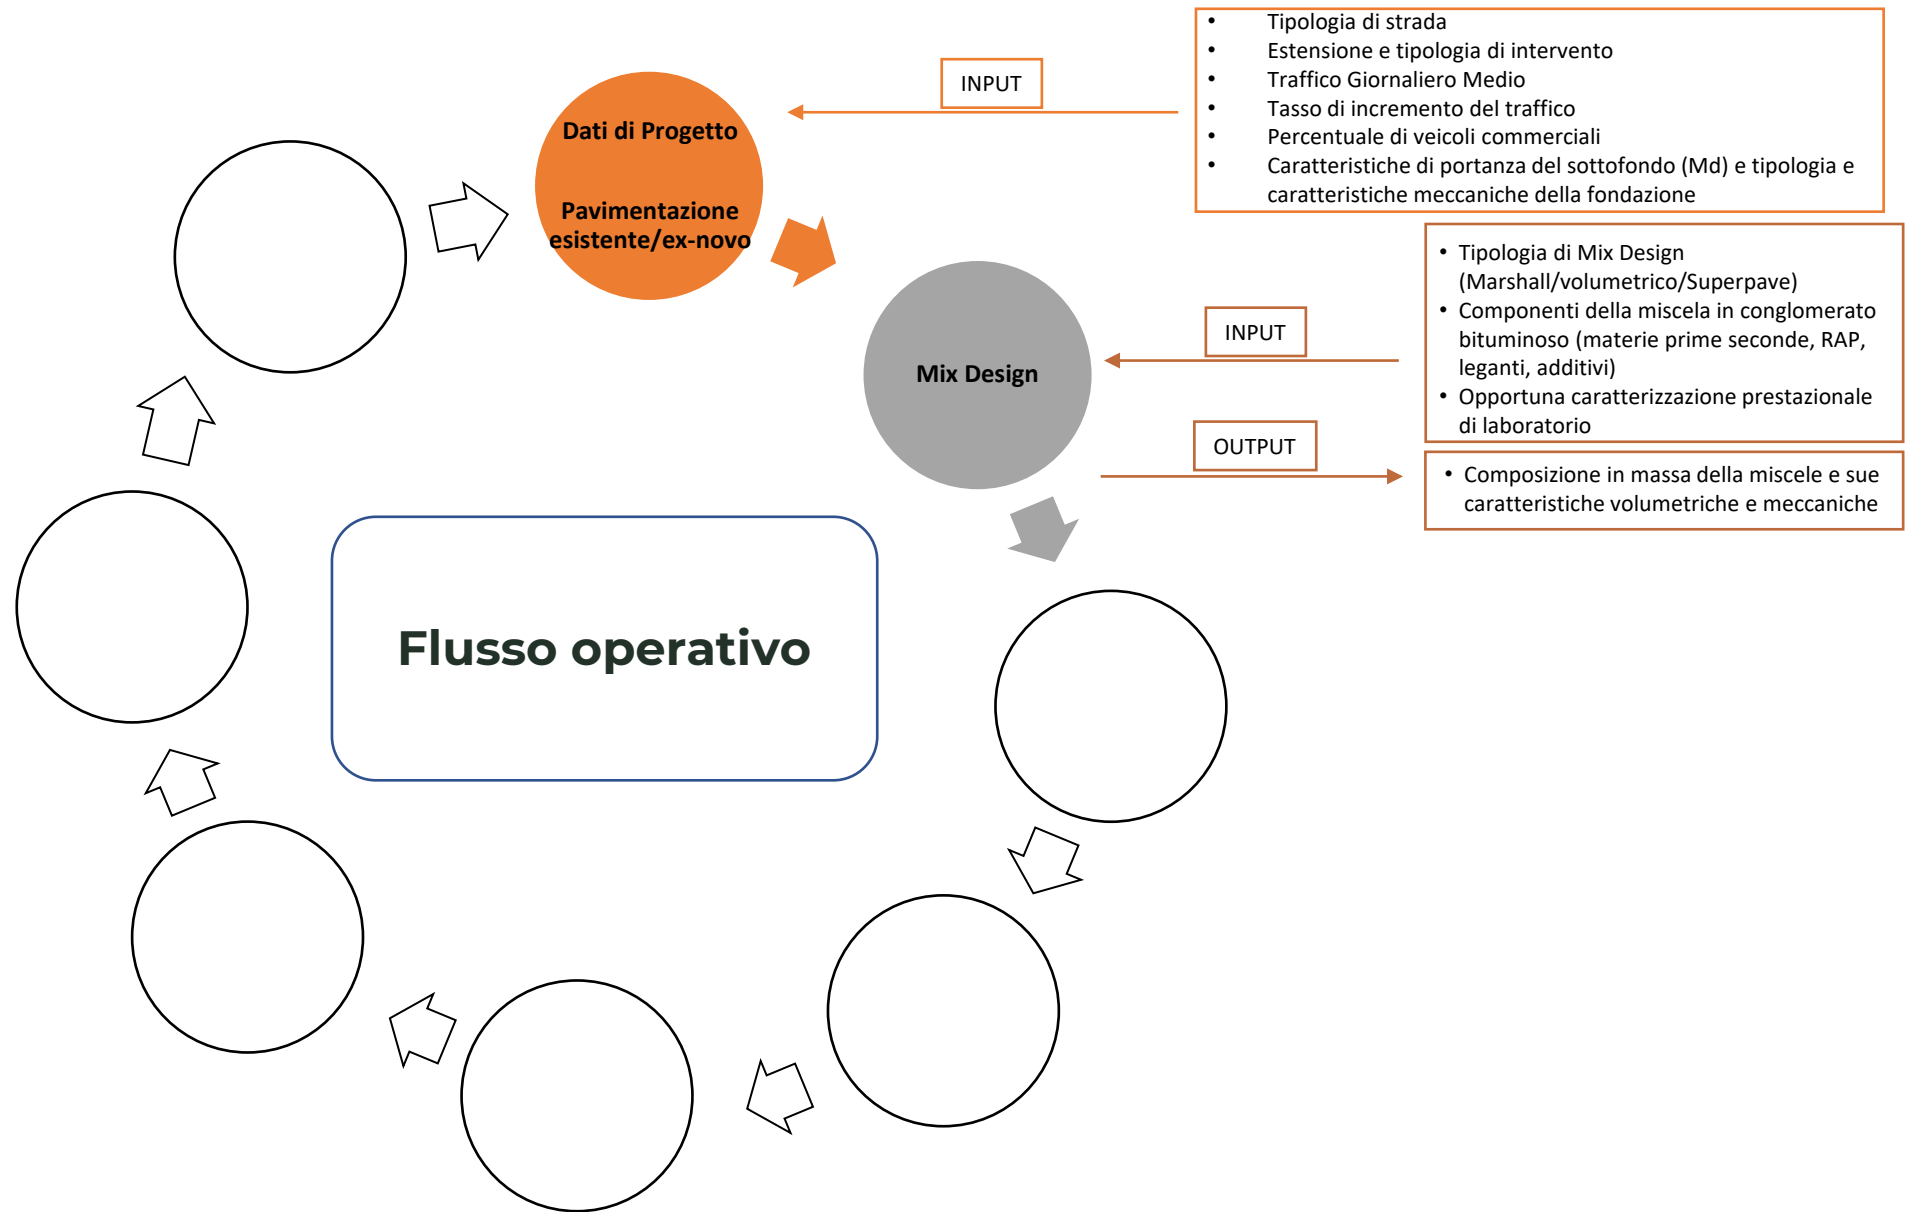 Dati di Progetto
Pavimentazione
esistente/ex-novo
INPUT
• Tipologia di strada
• Estensione e tipologia di intervento
• Traffico Giornaliero Medio
• Tasso di incremento del traffico
• Percentuale di veicoli commerciali
• Caratteristiche di portanza del sottofondo (Md) e tipologia e
caratteristiche meccaniche della fondazione
Mix Design
INPUT
• Tipologia di Mix Design
(Marshall/volumetrico/Superpave)
• Componenti della miscela in conglomerato
bituminoso (materie prime seconde, RAP,
leganti, additivi)
• Opportuna caratterizzazione prestazionale
di laboratorio
OUTPUT
• Composizione in massa della miscele e sue
caratteristiche volumetriche e meccaniche
Flusso operativo